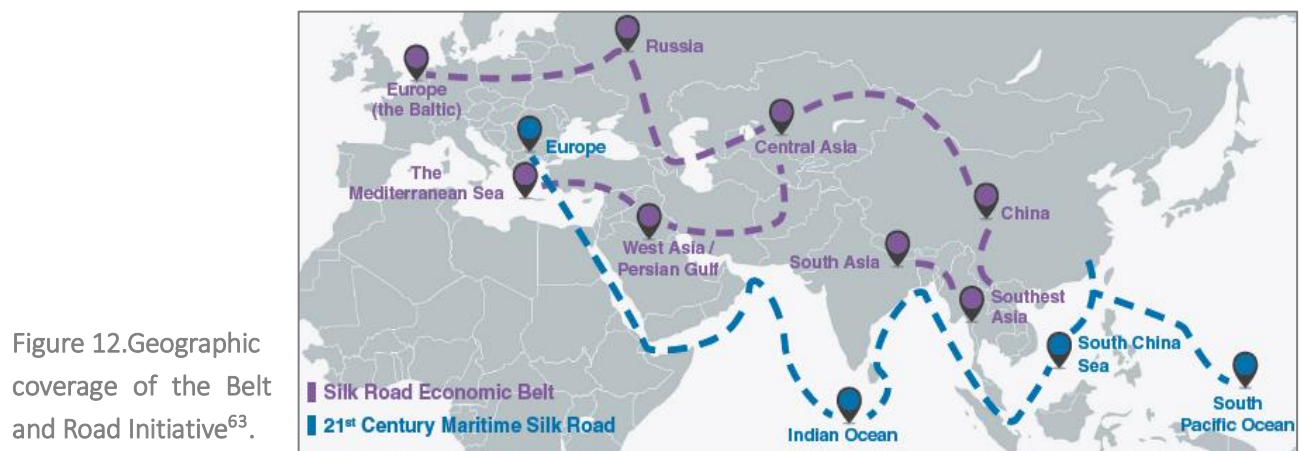 Figure 12.Geographic
coverage of the Belt
and Road Initiative⁶³.
Russia
Europe
(the Baltic)
Europe
Central Asia
The
Mediterranean Sea
China
West Asia /
Persian Gulf
South Asia
Southest
Asia
South China
Sea
South
Pacific Ocean
Indian Ocean
Silk Road Economic Belt
21st Century Maritime Silk Road